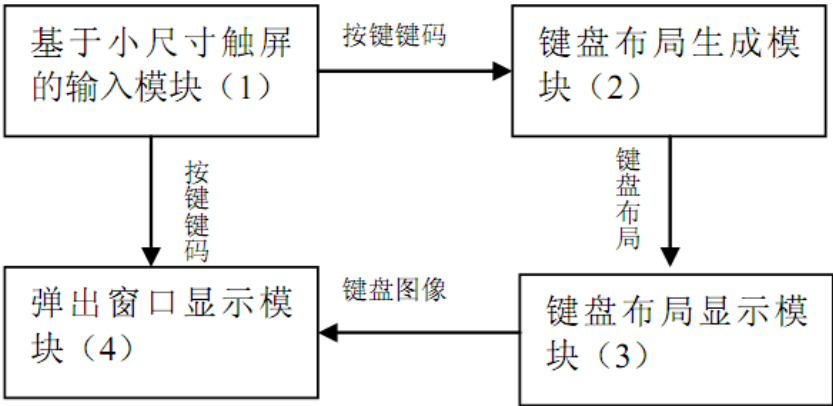 基于小尺寸触屏
的输入模块（1）
按键键码
键盘布局生成模
块（2）
按键键码
键盘布局
弹出窗口显示模
块（4）
键盘图像
键盘布局显示模
块（3）